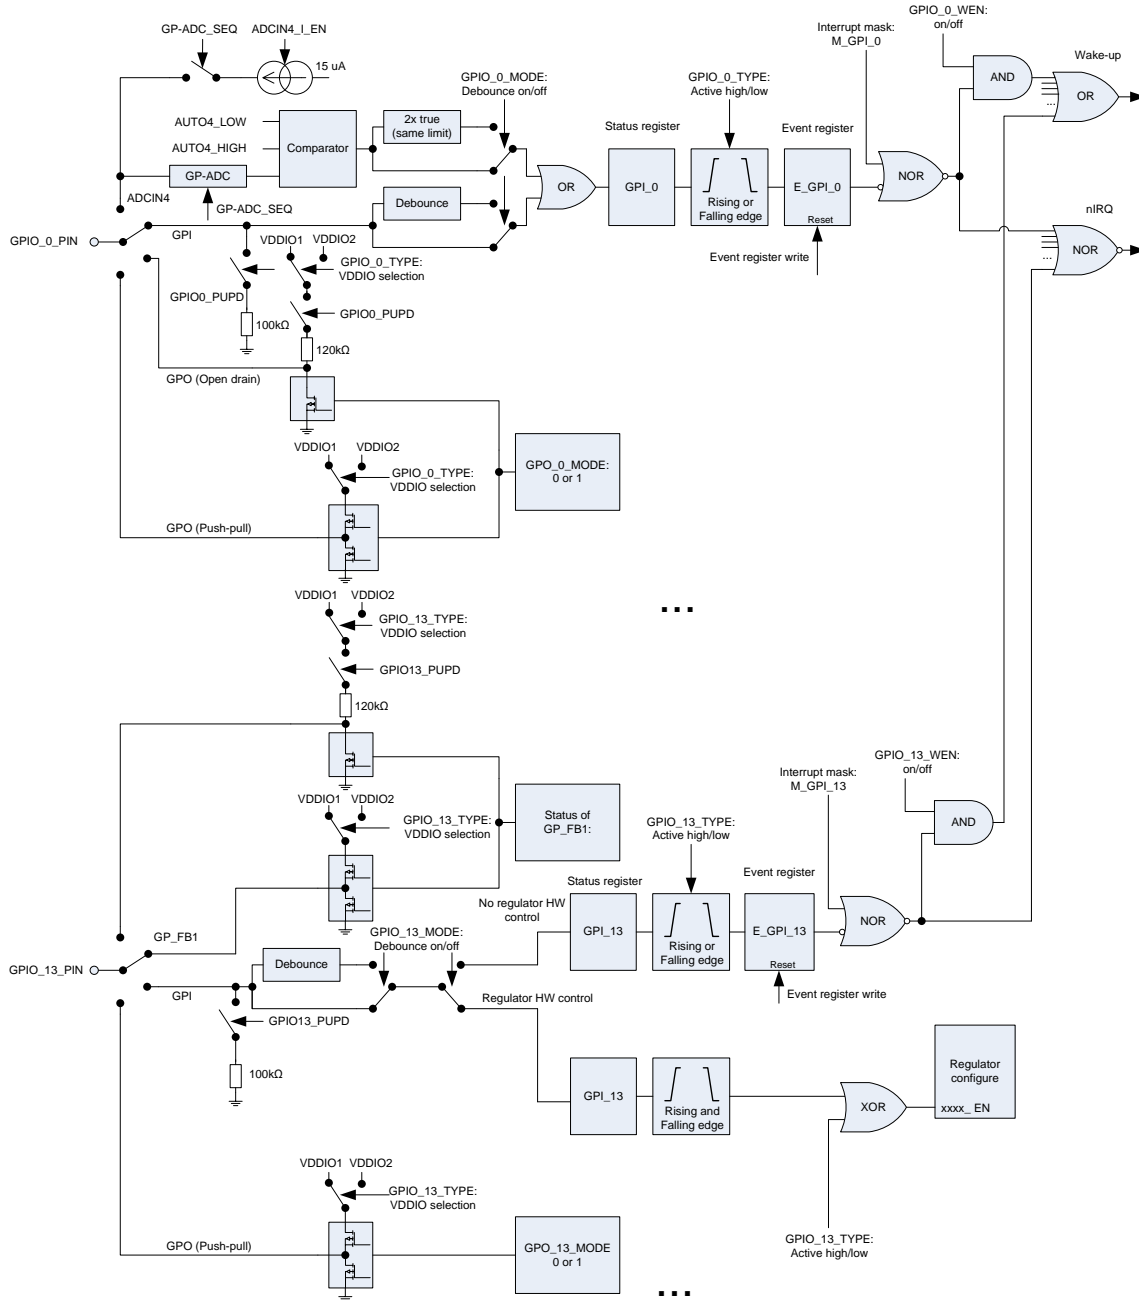 GPIO_0_WEN:
on/off
GP-ADC_SEQ
ADCIN4_I_EN
Interrupt mask:
M_GPI_0
15 uA
Wake-up
GPIO_0_MODE:
Debounce on/off
GPIO_0_TYPE:
Active high/low
AND
OR
...
AUTO4_LOW
2x true
(same limit)
Status register
Event register
AUTO4_HIGH
Comparator
GP-ADC
OR
GPI_0
Rising or
Falling edge
E_GPI_0
Reset
NOR
ADCIN4
GP-ADC_SEQ
Debounce
nIRQ
GPIO_0_PIN
GPI
VDDIO1
VDDIO2
NOR
...
GPIO_0_TYPE:
VDDIO selection
Event register write
GPIO0_PUPD
GPIO0_PUPD
100kΩ
120kΩ
GPO (Open drain)
VDDIO1
VDDIO2
GPIO_0_TYPE:
VDDIO selection
GPO_0_MODE:
0 or 1
GPO (Push-pull)
VDDIO1
VDDIO2
...
GPIO_13_TYPE:
VDDIO selection
GPIO13_PUPD
120kΩ
GPIO_13_WEN:
on/off
Interrupt mask:
M_GPI_13
VDDIO1
VDDIO2
GPIO_13_TYPE:
VDDIO selection
Status of
GP_FB1:
GPIO_13_TYPE:
Active high/low
AND
Status register
Event register
No regulator HW
control
GPI_13
Rising or
Falling edge
E_GPI_13
Reset
NOR
GP_FB1
GPIO_13_MODE:
Debounce on/off
GPIO_13_PIN
Debounce
GPI
Regulator HW control
Event register write
GPIO13_PUPD
100kΩ
GPI_13
Rising and
Falling edge
XOR
Regulator
configure
xxxx_ EN
VDDIO1
VDDIO2
GPIO_13_TYPE:
VDDIO selection
GPIO_13_TYPE:
Active high/low
GPO (Push-pull)
GPO_13_MODE
0 or 1
...